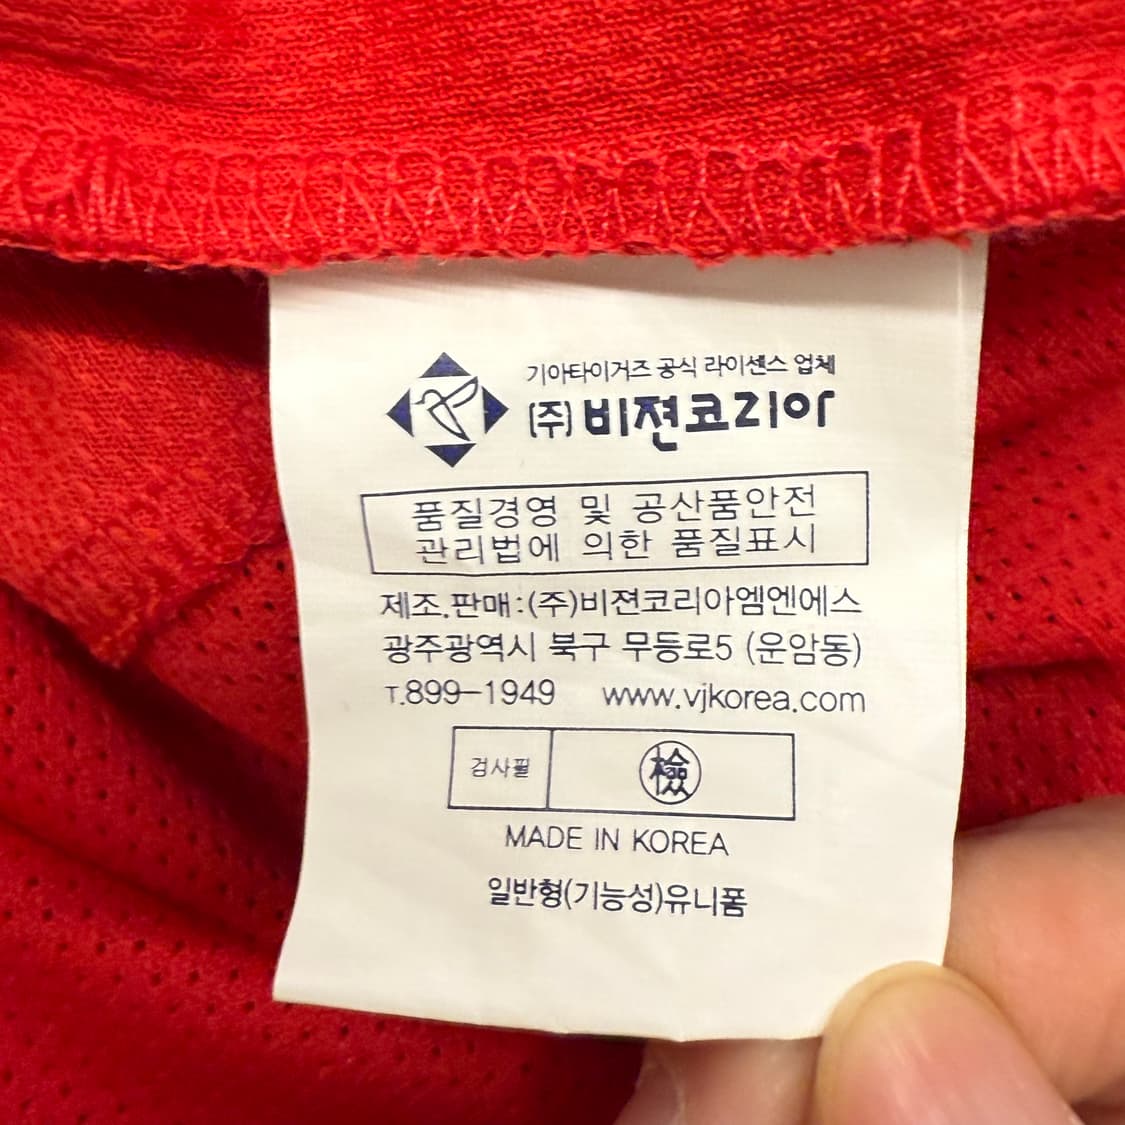 기아타이거즈 공식 라이센스 업체
(주) 비젼코리아
품질경영 및 공산품안전
관리법에 의한 품질표시
제조.판매:(주)비젼코리아엠엔에스
광주광역시 북구 무등로5 (운암동)
T.899-1949 www.vjkorea.com
검사필 檢
MADE IN KOREA
일반형(기능성)유니폼